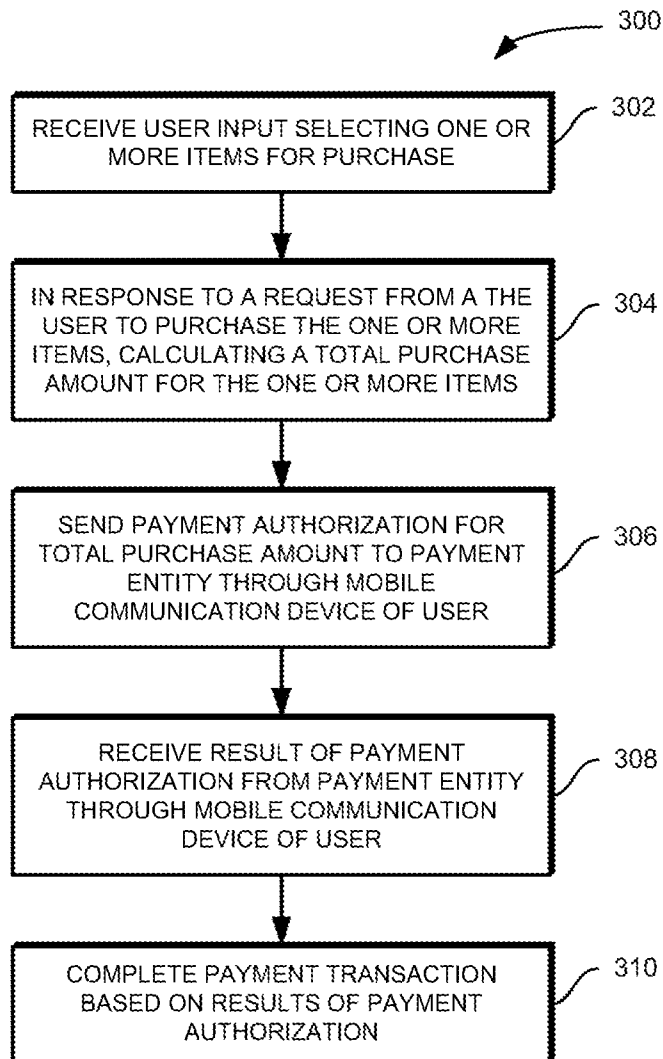 300
RECEIVE USER INPUT SELECTING ONE OR
MORE ITEMS FOR PURCHASE
302
IN RESPONSE TO A REQUEST FROM A THE
USER TO PURCHASE THE ONE OR MORE
ITEMS, CALCULATING A TOTAL PURCHASE
AMOUNT FOR THE ONE OR MORE ITEMS
304
SEND PAYMENT AUTHORIZATION FOR
TOTAL PURCHASE AMOUNT TO PAYMENT
ENTITY THROUGH MOBILE
COMMUNICATION DEVICE OF USER
306
RECEIVE RESULT OF PAYMENT
AUTHORIZATION FROM PAYMENT ENTITY
THROUGH MOBILE COMMUNICATION
DEVICE OF USER
308
COMPLETE PAYMENT TRANSACTION
BASED ON RESULTS OF PAYMENT
AUTHORIZATION
310